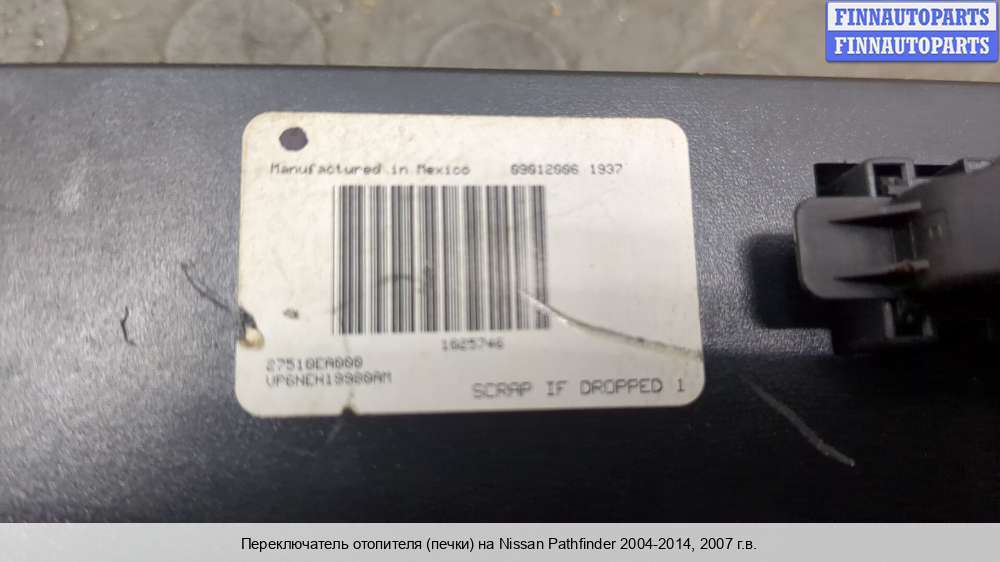 FINNAUTOPARTS
FINNAUTOPARTS
Manufactured in Mexico 09012006 1937
1025746
27510EA000
VP6NEH19980AM
SCRAP IF DROPPED 1
Переключатель отопителя (печки) на Nissan Pathfinder 2004-2014, 2007 г.в.